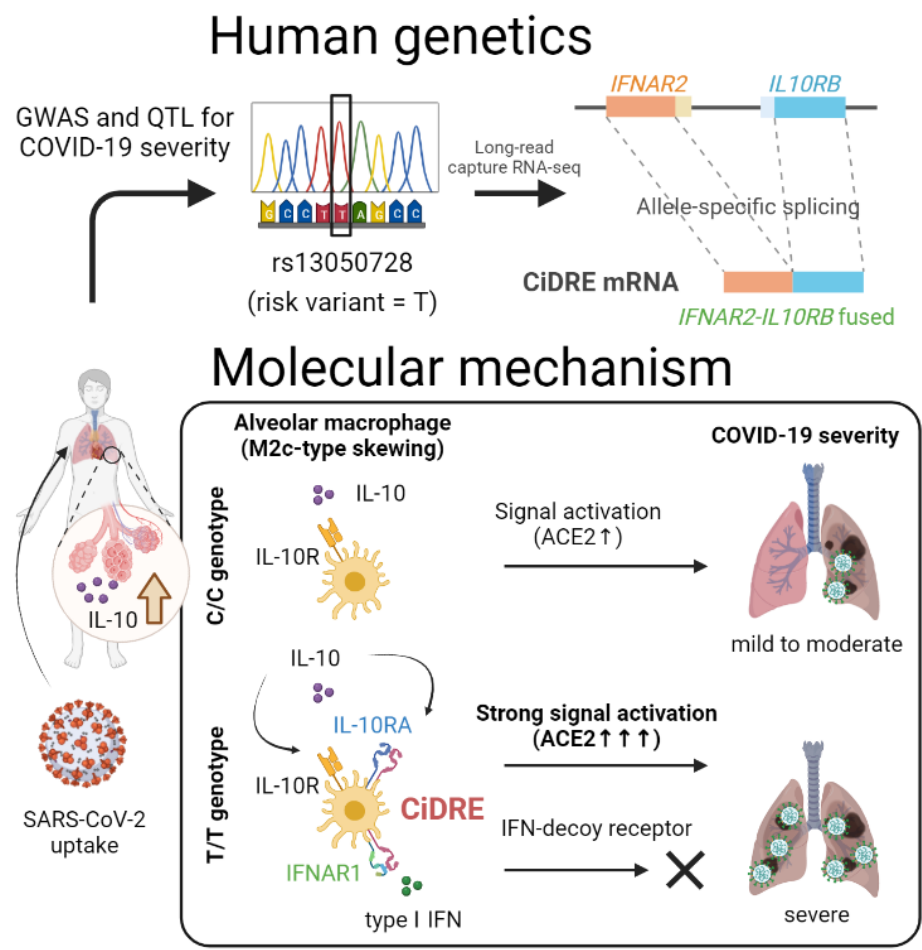 Human genetics
GWAS and QTL for
COVID-19 severity
G C C T T A G C C
rs13050728
(risk variant = T)
Long-read
capture RNA-seq
IFNAR2
IL10RB
Allele-specific splicing
CiDRE mRNA
IFNAR2-IL10RB fused
Molecular mechanism
IL-10
SARS-CoV-2
uptake
Alveolar macrophage
(M2c-type skewing)
COVID-19 severity
C/C genotype
IL-10
IL-10R
Signal activation
(ACE2↑)
mild to moderate
T/T genotype
IL-10
IL-10RA
IL-10R
CiDRE
IFNAR1
type I IFN
Strong signal activation
(ACE2↑↑↑)
IFN-decoy receptor
severe